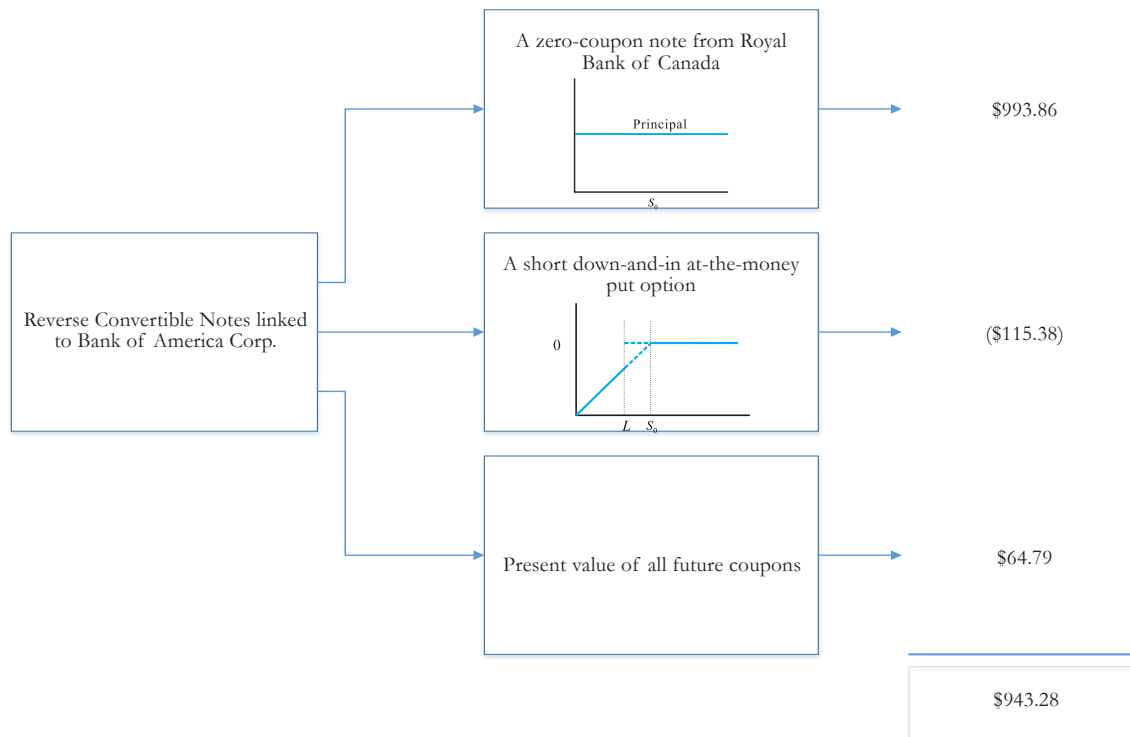 A zero-coupon note from Royal
Bank of Canada
Principal
S₀
$993.86
Reverse Convertible Notes linked
to Bank of America Corp.
A short down-and-in at-the-money
put option
0
L S₀
($115.38)
Present value of all future coupons
$64.79
$943.28